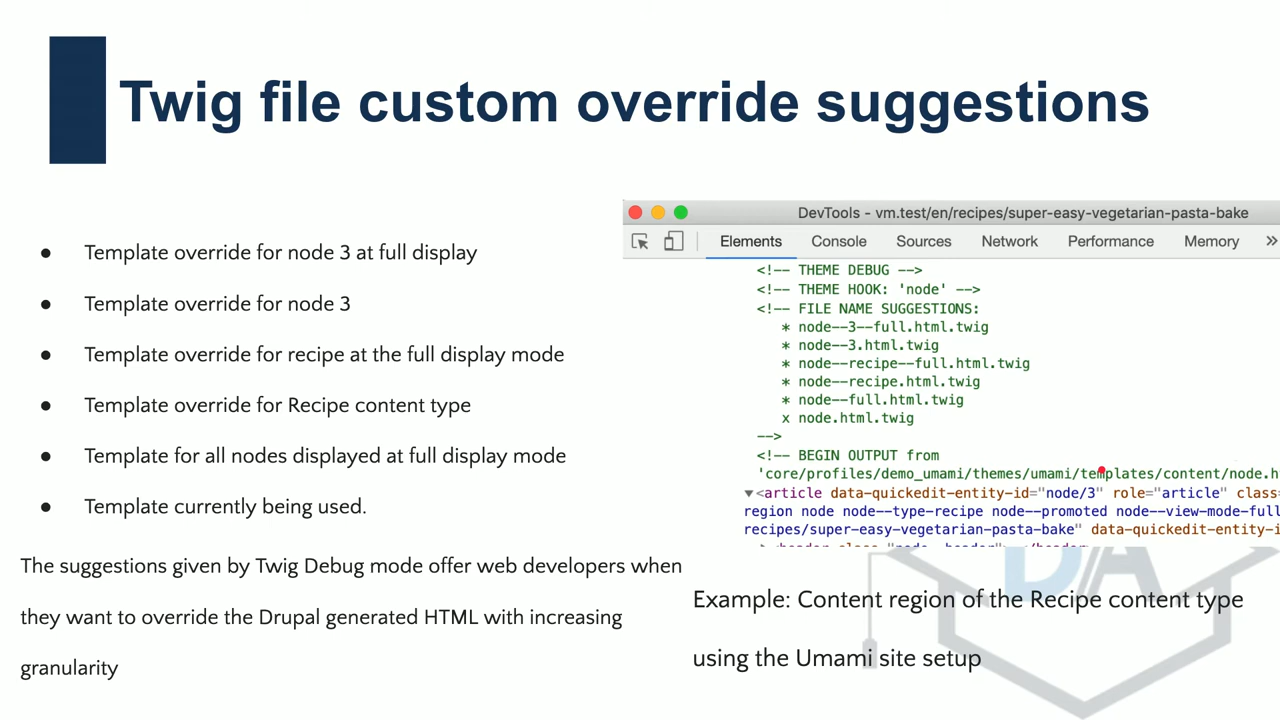 Twig file custom override suggestions
● Template override for node 3 at full display
● Template override for node 3
● Template override for recipe at the full display mode
● Template override for Recipe content type
● Template for all nodes displayed at full display mode
● Template currently being used.
The suggestions given by Twig Debug mode offer web developers when
they want to override the Drupal generated HTML with increasing
granularity
DevTools - vm.test/en/recipes/super-easy-vegetarian-pasta-bake
Elements Console Sources Network Performance Memory »
<!-- THEME DEBUG -->
<!-- THEME HOOK: 'node' -->
<!-- FILE NAME SUGGESTIONS:
* node--3--full.html.twig
* node--3.html.twig
* node--recipe--full.html.twig
* node--recipe.html.twig
* node--full.html.twig
x node.html.twig
-->
<!-- BEGIN OUTPUT from
'core/profiles/demo_umami/themes/umami/templates/content/node.h
▼<article data-quickedit-entity-id="node/3" role="article" class=
region node node--type-recipe node--promoted node--view-mode-full
recipes/super-easy-vegetarian-pasta-bake" data-quickedit-entity-i
D/A
Example: Content region of the Recipe content type
using the Umami site setup